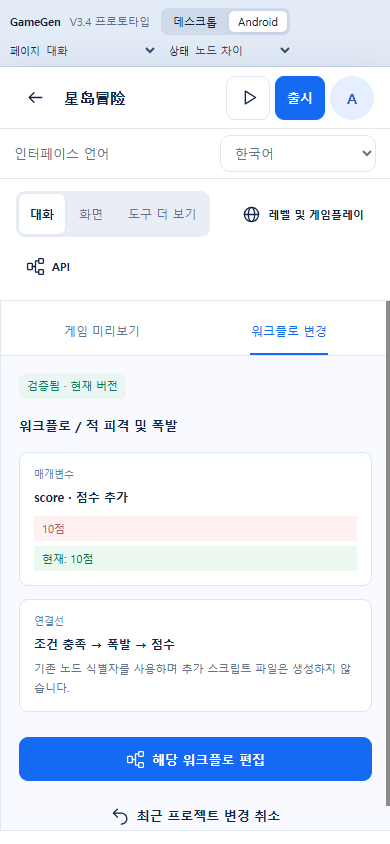 GameGen V3.4 프로토타입 데스크톱 Android
페이지 대화 상태 노드 차이
星岛冒险 출시 A
인터페이스 언어 한국어
대화 화면 도구 더 보기 레벨 및 게임플레이
API
게임 미리보기 워크플로 변경
검증됨 · 현재 버전
워크플로 / 적 피격 및 폭발
매개변수
score · 점수 추가
10점
현재: 10점
연결선
조건 충족 → 폭발 → 점수
기존 노드 식별자를 사용하며 추가 스크립트 파일은 생성하지 않
습니다.
해당 워크플로 편집
최근 프로젝트 변경 취소